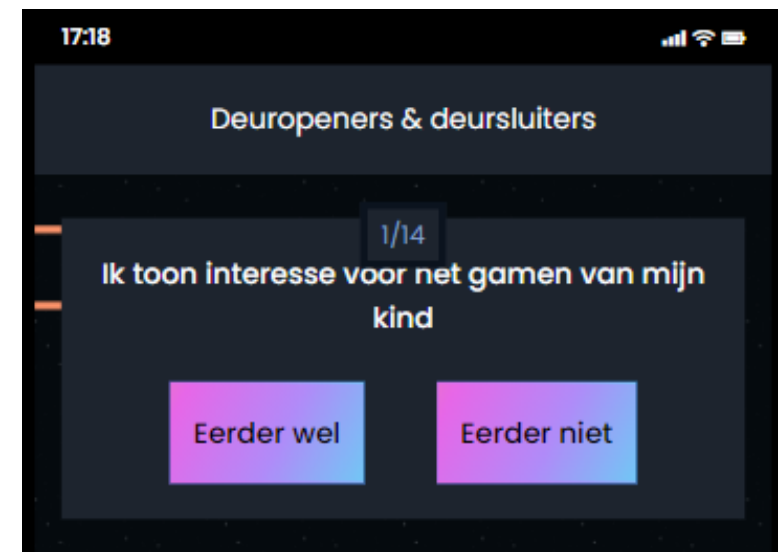 17:18
Deuropeners & deursluiters
1/14
Ik toon interesse voor het gamen van mijn
kind
Eerder wel
Eerder niet